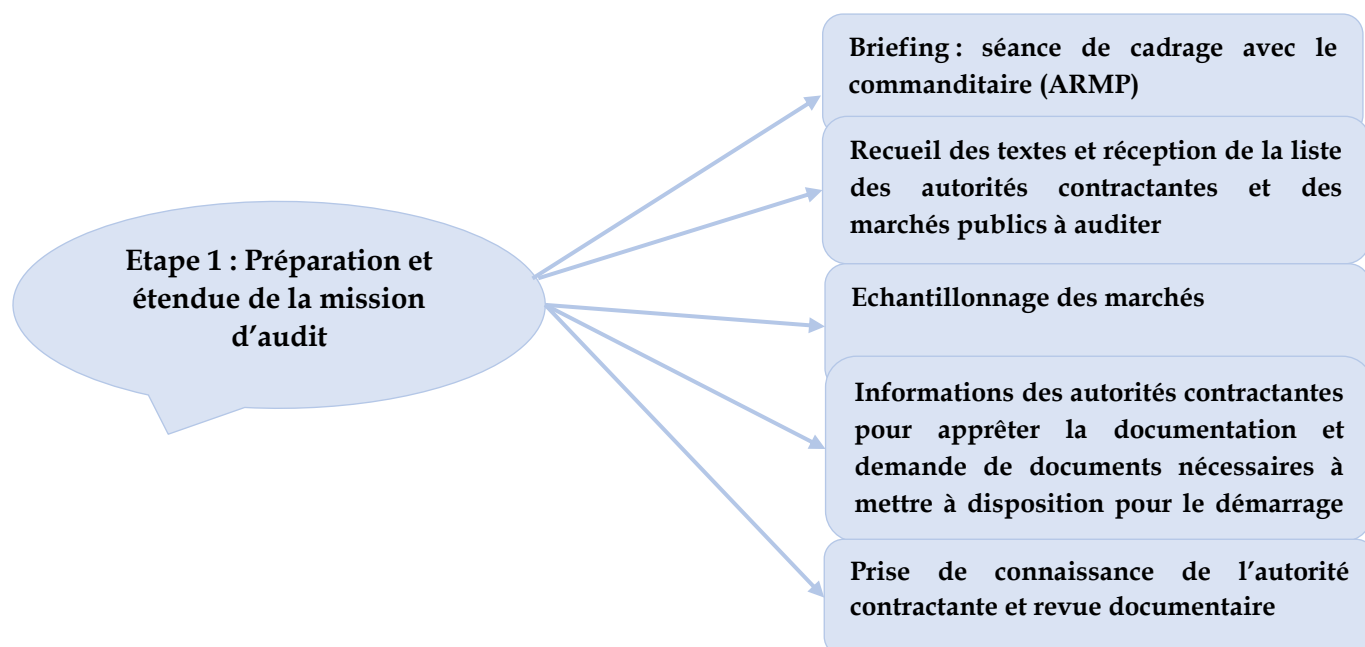 Briefing : séance de cadrage avec le
commanditaire (ARMP)
Recueil des textes et réception de la liste
des autorités contractantes et des
marchés publics à auditer
Etape 1 : Préparation et
étendue de la mission
d’audit
Echantillonnage des marchés
Informations des autorités contractantes
pour apprêter la documentation et
demande de documents nécessaires à
mettre à disposition pour le démarrage
Prise de connaissance de l’autorité
contractante et revue documentaire